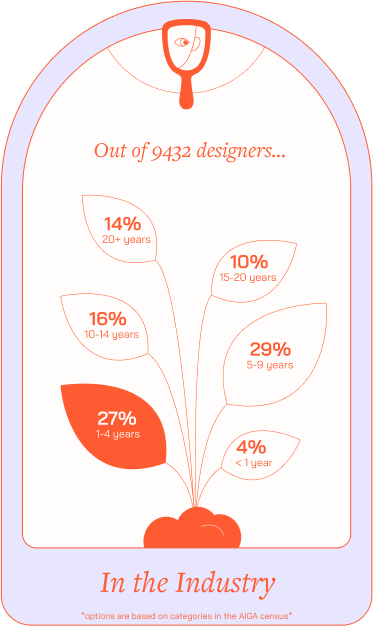 Out of 9432 designers...
14%
20+ years
10%
15-20 years
16%
10-14 years
29%
5-9 years
27%
1-4 years
4%
< 1 year
In the Industry
*options are based on categories in the AIGA census*